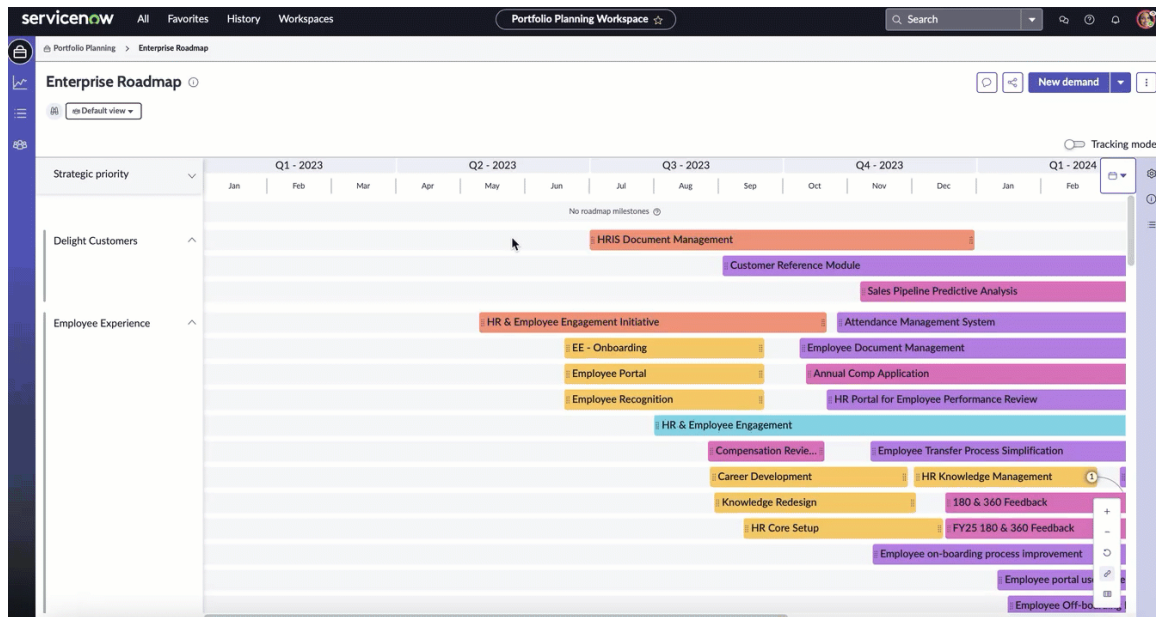 servicenow All Favorites History Workspaces Portfolio Planning Workspace Search
Portfolio Planning > Enterprise Roadmap
Enterprise Roadmap New demand
Default view
Tracking mode
Strategic priority Q1 - 2023 Q2 - 2023 Q3 - 2023 Q4 - 2023 Q1 - 2024
Jan Feb Mar Apr May Jun Jul Aug Sep Oct Nov Dec Jan Feb
No roadmap milestones
Delight Customers HRIS Document Management
Customer Reference Module
Sales Pipeline Predictive Analysis
Employee Experience HR & Employee Engagement Initiative Attendance Management System
EE - Onboarding Employee Document Management
Employee Portal Annual Comp Application
Employee Recognition HR Portal for Employee Performance Review
HR & Employee Engagement
Compensation Revie... Employee Transfer Process Simplification
Career Development HR Knowledge Management 1
Knowledge Redesign 180 & 360 Feedback
HR Core Setup FY25 180 & 360 Feedback
Employee on-boarding process improvement
Employee portal
Employee